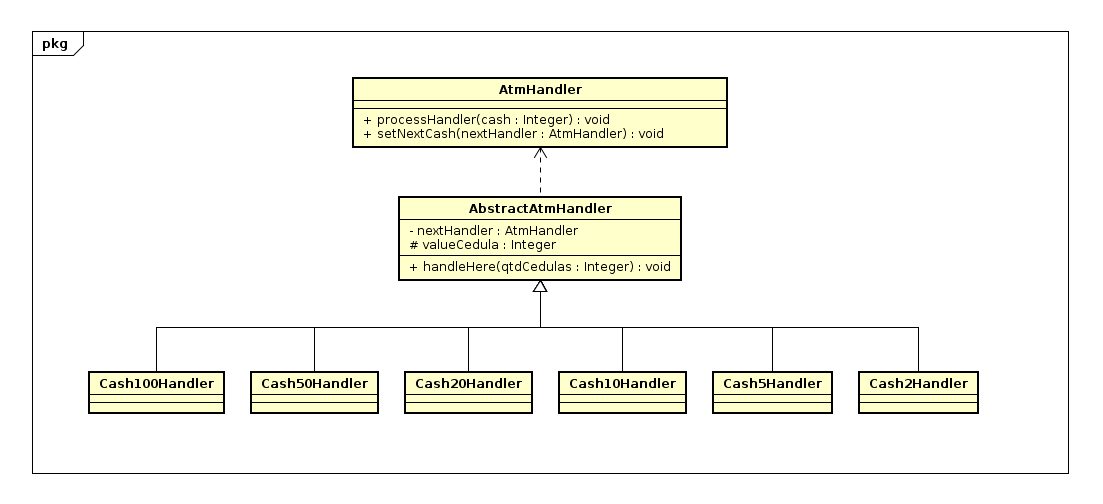 pkg
AtmHandler
+ processHandler(cash : Integer) : void
+ setNextCash(nextHandler : AtmHandler) : void
AbstractAtmHandler
- nextHandler : AtmHandler
# valueCedula : Integer
+ handleHere(qtdCedulas : Integer) : void
Cash100Handler
Cash50Handler
Cash20Handler
Cash10Handler
Cash5Handler
Cash2Handler